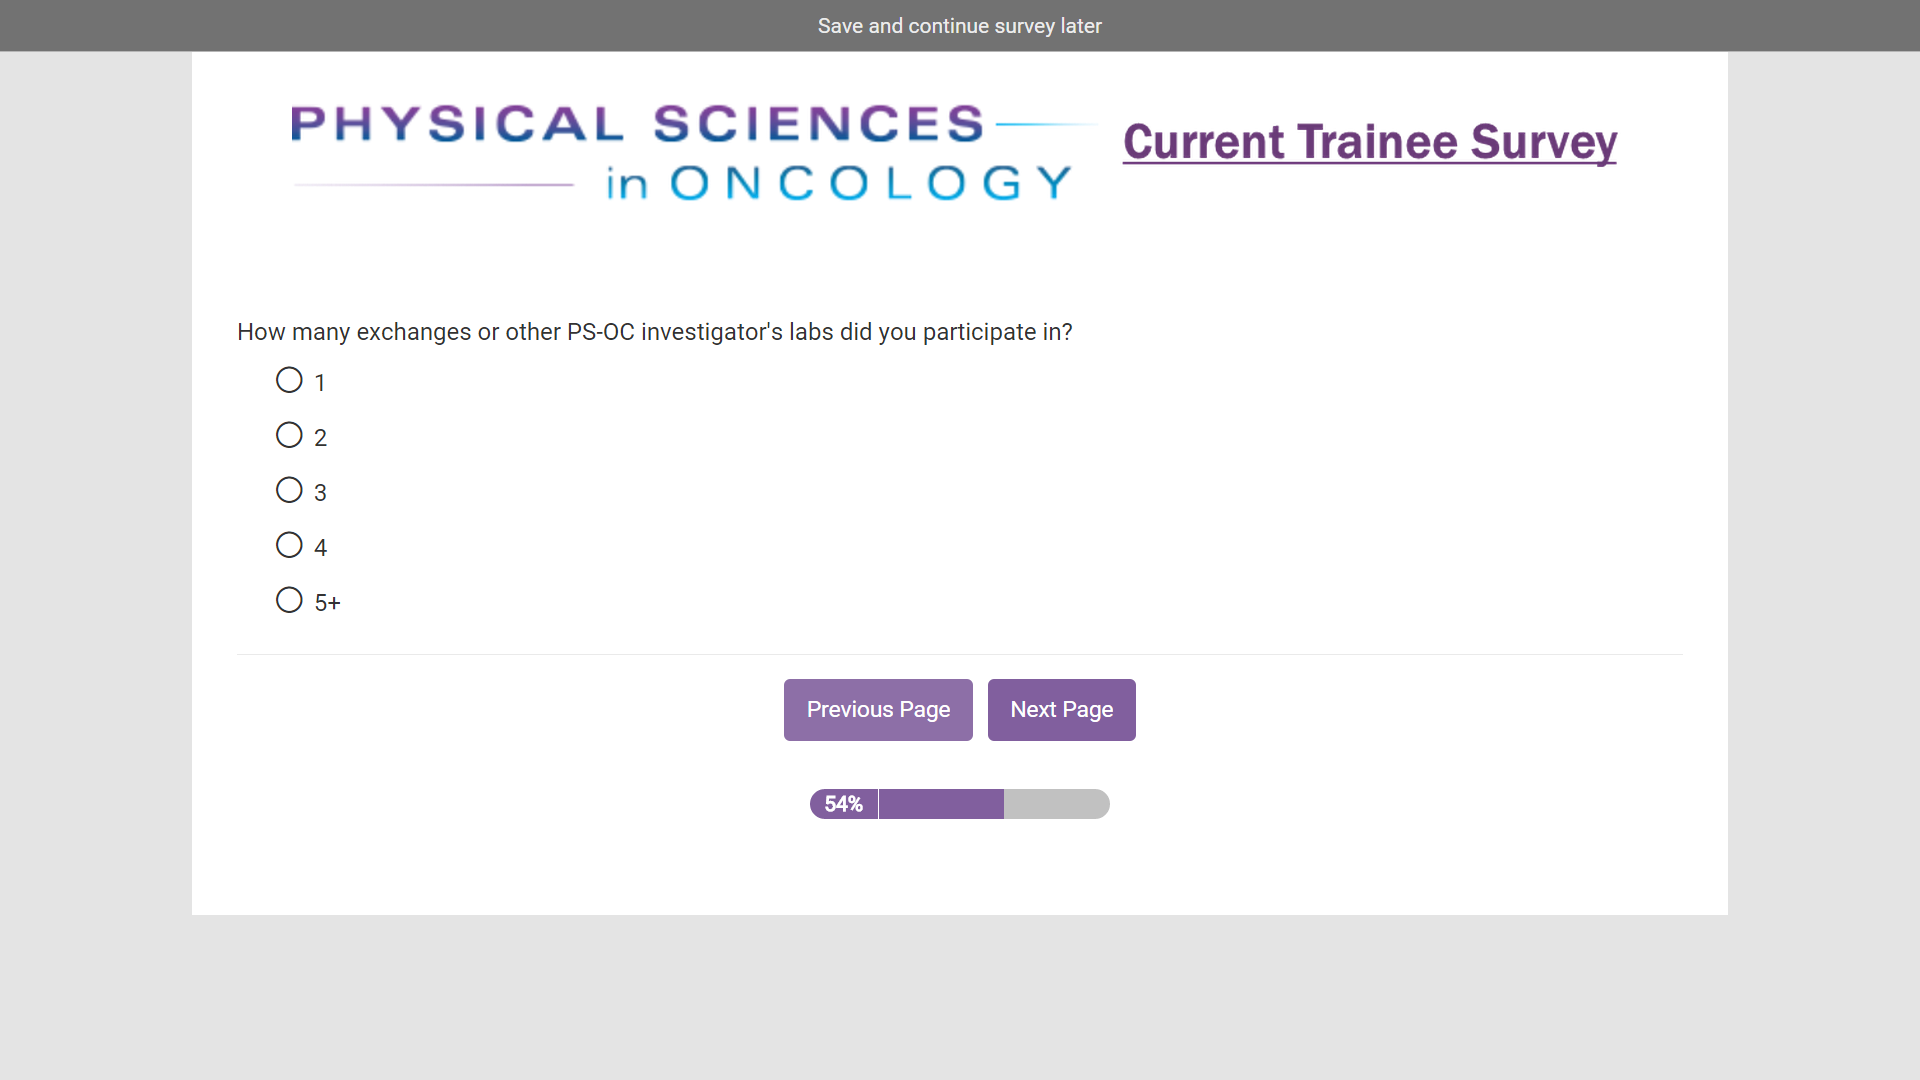 Save and continue survey later
PHYSICAL SCIENCES
in ONCOLOGY
Current Trainee Survey
How many exchanges or other PS-OC investigator's labs did you participate in?
1
2
3
4
5+
Previous Page
Next Page
54%